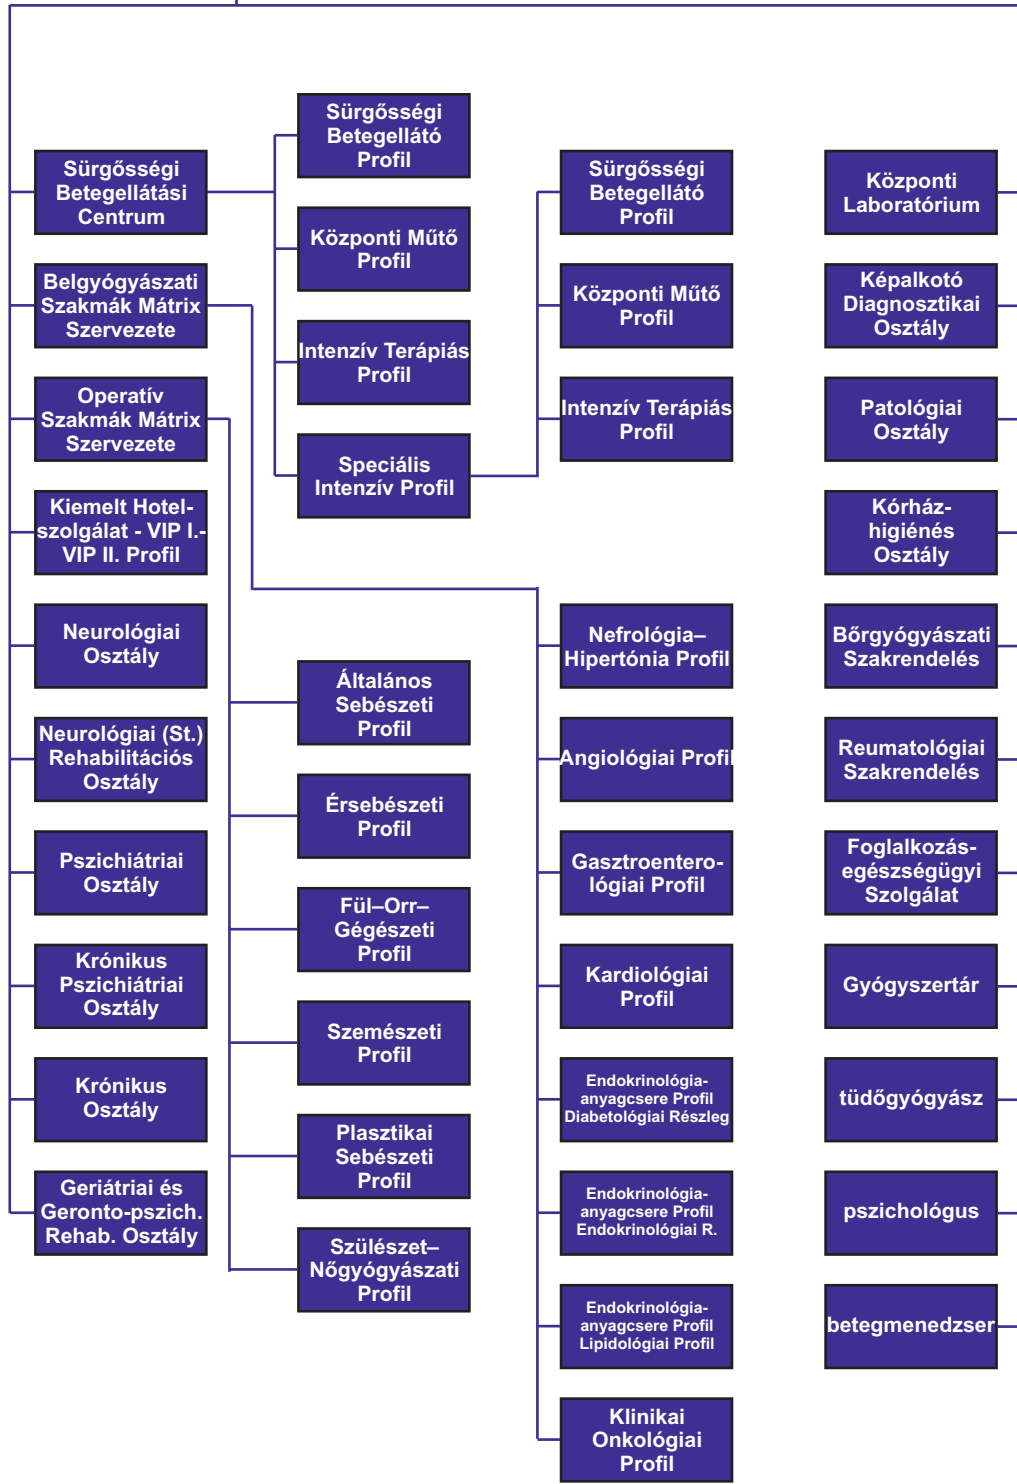 Sürgősségi
Betegellátási
Centrum
Belgyógyászati
Szakmák Mátrix
Szervezete
Operatív
Szakmák Mátrix
Szervezete
Kiemelt Hotel-
szolgálat - VIP I.-
VIP II. Profil
Neurológiai
Osztály
Neurológiai (St.)
Rehabilitációs
Osztály
Pszichiátriai
Osztály
Krónikus
Pszichiátriai
Osztály
Krónikus
Osztály
Geriátriai és
Geronto-pszich.
Rehab. Osztály
Sürgősségi
Betegellátó
Profil
Központi Műtő
Profil
Intenzív Terápiás
Profil
Speciális
Intenzív Profil
Általános
Sebészeti
Profil
Érsebészeti
Profil
Fül–Orr–
Gégészeti
Profil
Szemészeti
Profil
Plasztikai
Sebészeti
Profil
Szülészet–
Nőgyógyászati
Profil
Sürgősségi
Betegellátó
Profil
Központi Műtő
Profil
Intenzív Terápiás
Profil
Nefrológia–
Hipertónia Profil
Angiológiai Profil
Gasztroentero-
lógiai Profil
Kardiológiai
Profil
Endokrinológia-
anyagcsere Profil
Diabetológiai Részleg
Endokrinológia-
anyagcsere Profil
Endokrinológiai R.
Endokrinológia-
anyagcsere Profil
Lipidológiai Profil
Klinikai
Onkológiai
Profil
Központi
Laboratórium
Képalkotó
Diagnosztikai
Osztály
Patológiai
Osztály
Kórház-
higiénés
Osztály
Bőrgyógyászati
Szakrendelés
Reumatológiai
Szakrendelés
Foglalkozás-
egészségügyi
Szolgálat
Gyógyszertár
tüdőgyógyász
pszichológus
betegmenedzser